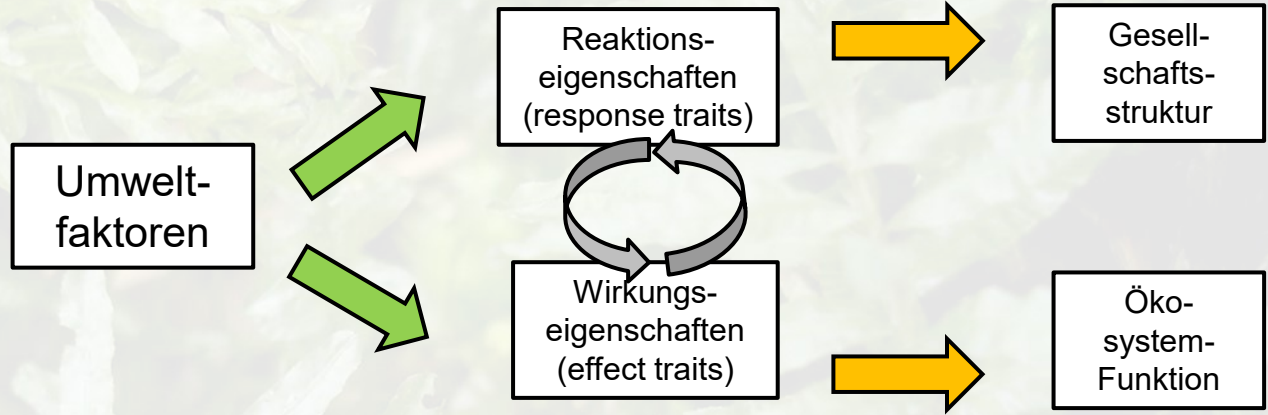 Umwelt-
faktoren
Reaktions-
eigenschaften
(response traits)
Wirkungs-
eigenschaften
(effect traits)
Gesell-
schafts-
struktur
Öko-
system-
Funktion